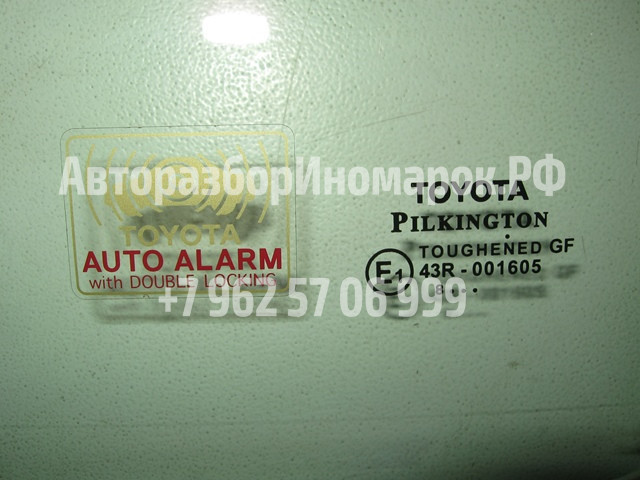 АвторазборИномарок.РФ
TOYOTA
AUTO ALARM
with DOUBLE LOCKING
+7 962 57 06 999
TOYOTA
PILKINGTON
TOUGHENED GF
E1 43R-001605
8 • • •